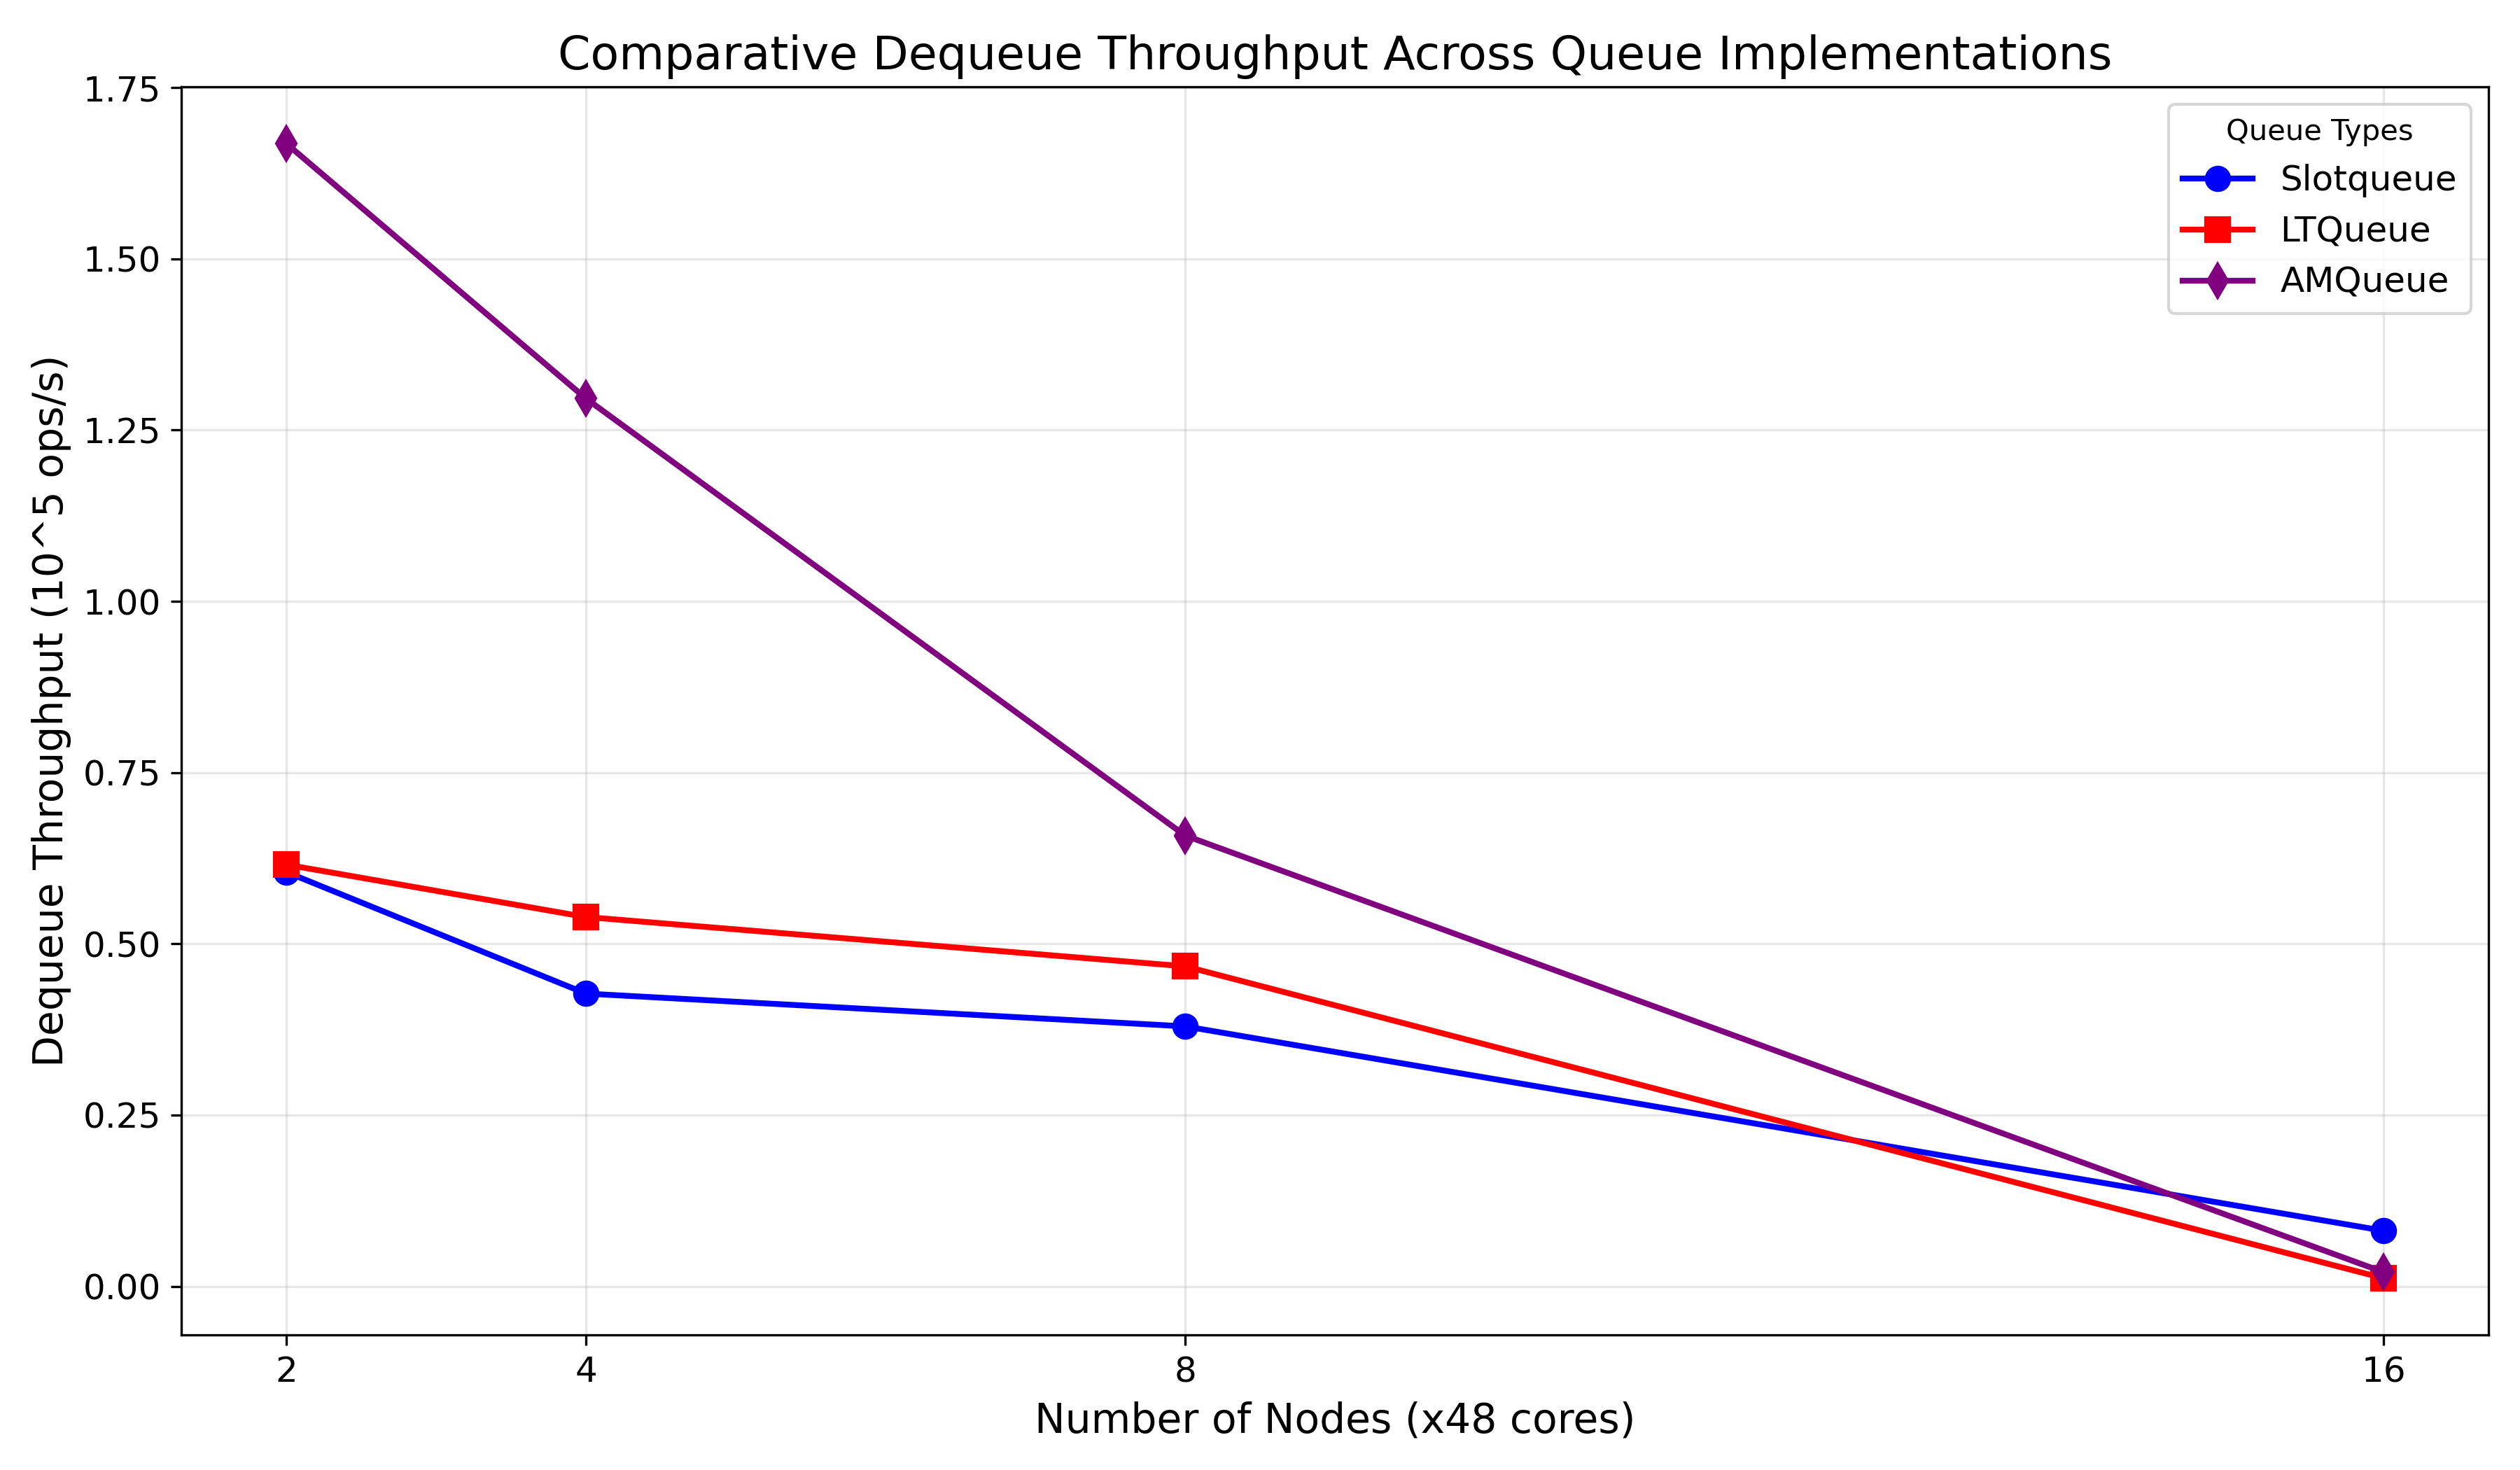 Comparative Dequeue Throughput Across Queue Implementations
1.75
1.50
1.25
1.00
0.75
0.50
0.25
0.00
Dequeue Throughput (10^5 ops/s)
Queue Types
Slotqueue
LTQueue
AMQueue
2
4
8
16
Number of Nodes (x48 cores)